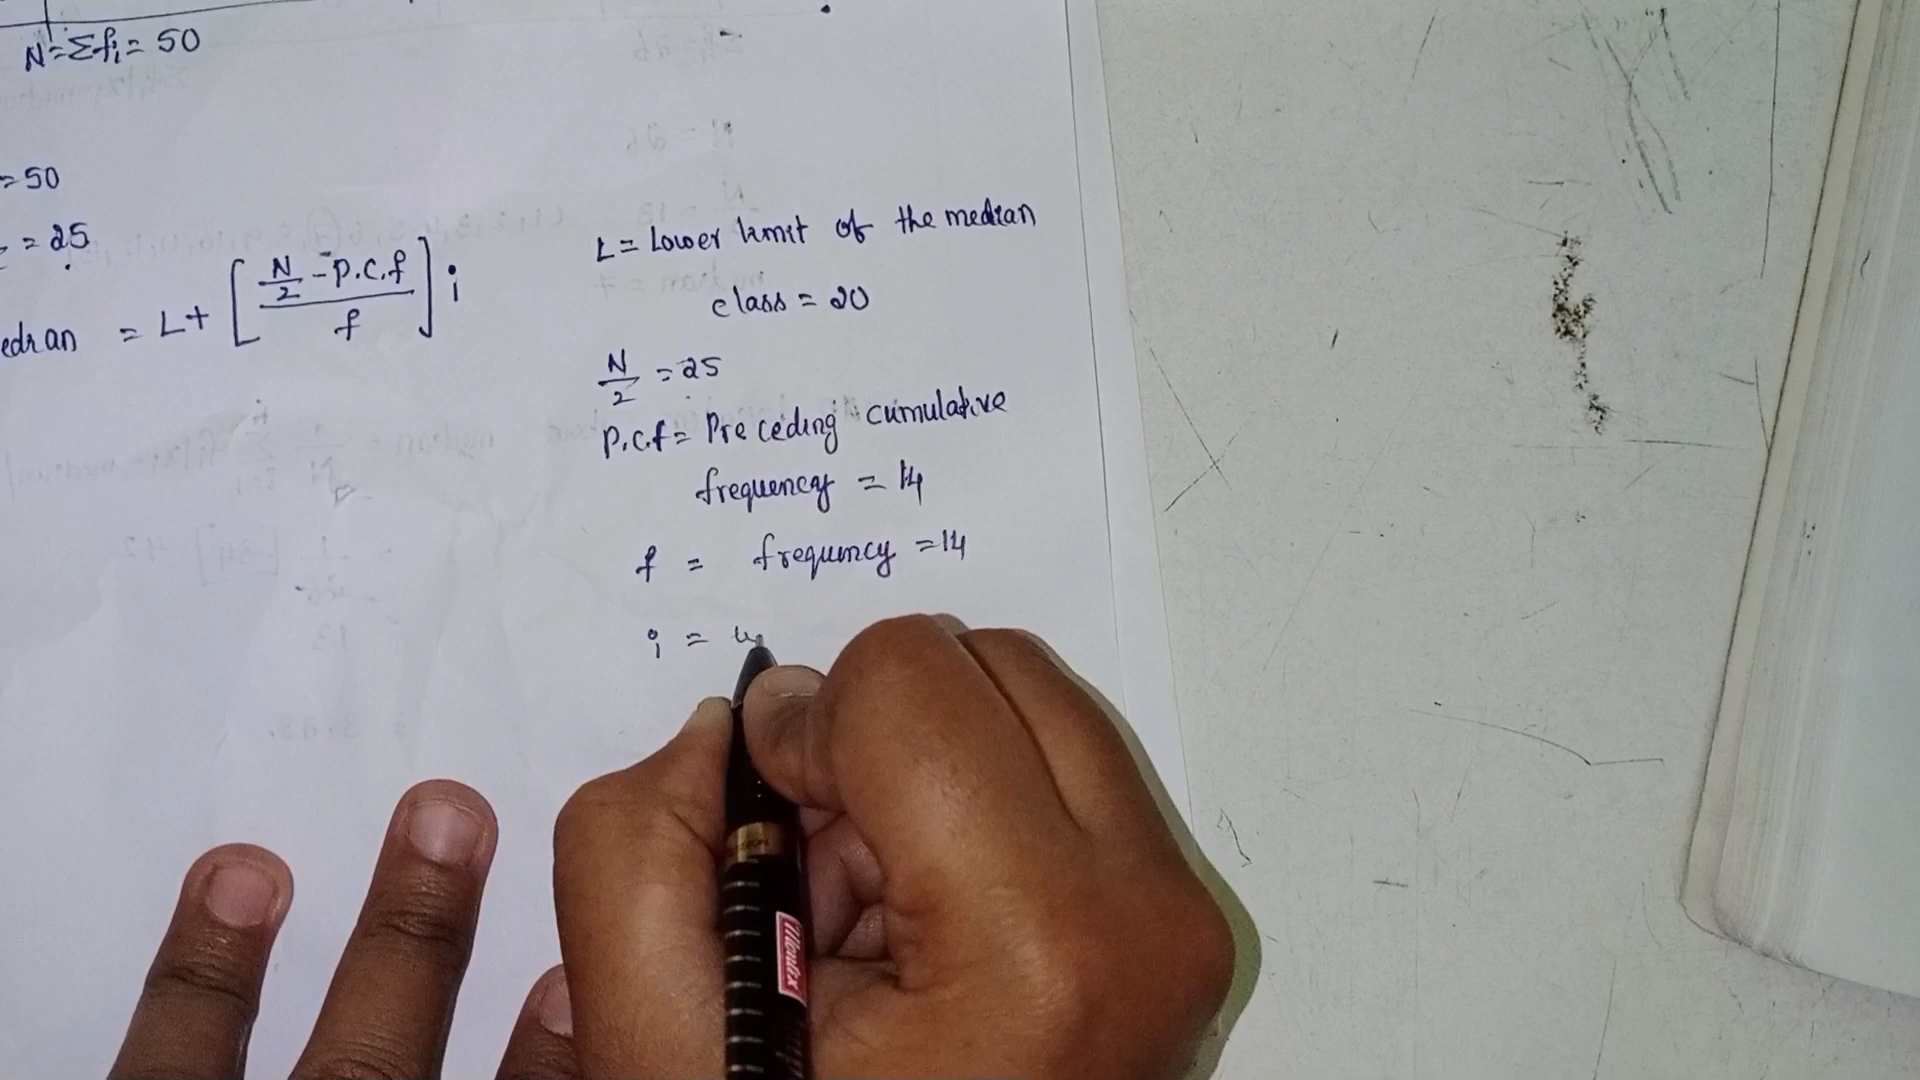 N = Σfi = 50
= 50
= 25
edian = L + [ (N/2 - p.c.f) / f ] i
L = Lower limit of the median
class = 20
N/2 = 25
p.c.f = Preceding cumulative
frequency = 14
f = frequency = 14
i =
Montex